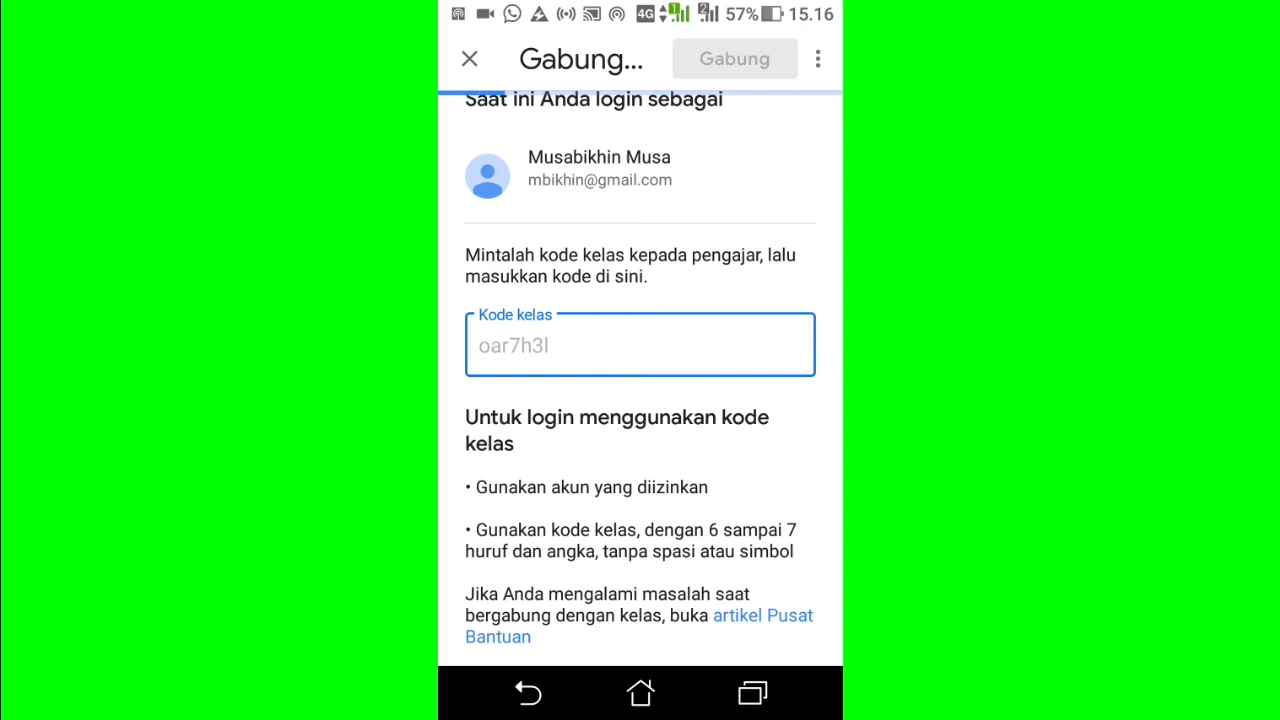 4G 1 2 57% 15.16
Gabung... Gabung
Saat ini Anda login sebagai
Musabikhin Musa
mbikhin@gmail.com
Mintalah kode kelas kepada pengajar, lalu
masukkan kode di sini.
Kode kelas
oar7h3l
Untuk login menggunakan kode
kelas
• Gunakan akun yang diizinkan
• Gunakan kode kelas, dengan 6 sampai 7
huruf dan angka, tanpa spasi atau simbol
Jika Anda mengalami masalah saat
bergabung dengan kelas, buka artikel Pusat
Bantuan